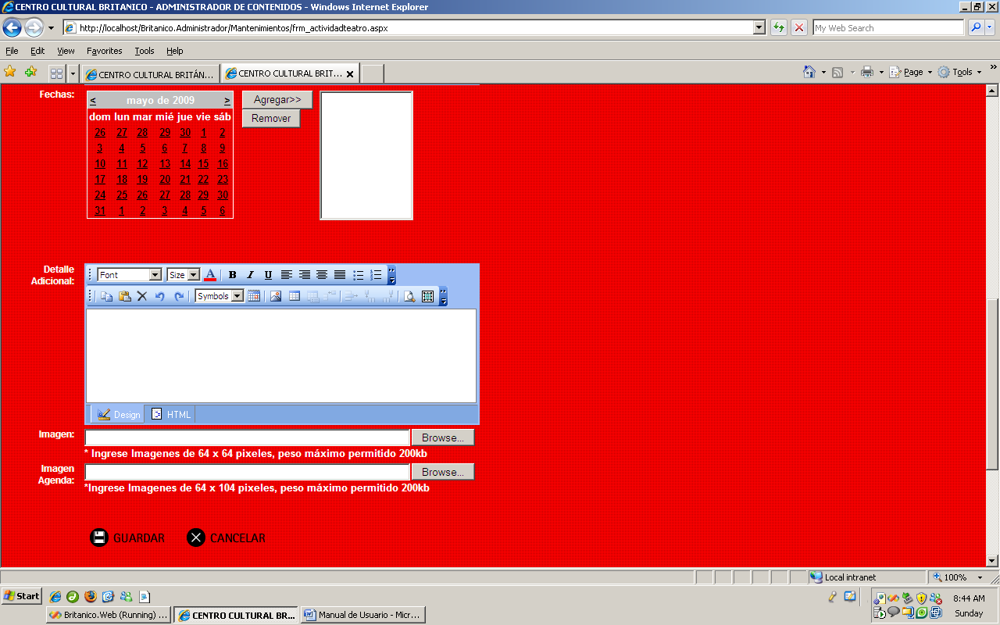 CENTRO CULTURAL BRITANICO - ADMINISTRADOR DE CONTENIDOS - Windows Internet Explorer
http://localhost/Britanico.Administrador/Mantenimientos/frm_actividadteatro.aspx
My Web Search
File Edit View Favorites Tools Help
CENTRO CULTURAL BRITÁN...
CENTRO CULTURAL BRIT...
Page
Tools
Fechas:
< mayo de 2009 >
dom lun mar mié jue vie sáb
26 27 28 29 30 1 2
3 4 5 6 7 8 9
10 11 12 13 14 15 16
17 18 19 20 21 22 23
24 25 26 27 28 29 30
31 1 2 3 4 5 6
Agregar>>
Remover
Detalle
Adicional:
Font Size A B I U
Symbols
Design HTML
Imagen:
Browse...
* Ingrese Imagenes de 64 x 64 pixeles, peso máximo permitido 200kb
Imagen
Agenda:
Browse...
*Ingrese Imagenes de 64 x 104 pixeles, peso máximo permitido 200kb
GUARDAR CANCELAR
Local intranet
100%
Start
8:44 AM
Britanico.Web (Running) ...
CENTRO CULTURAL BR...
Manual de Usuario - Micr...
Sunday